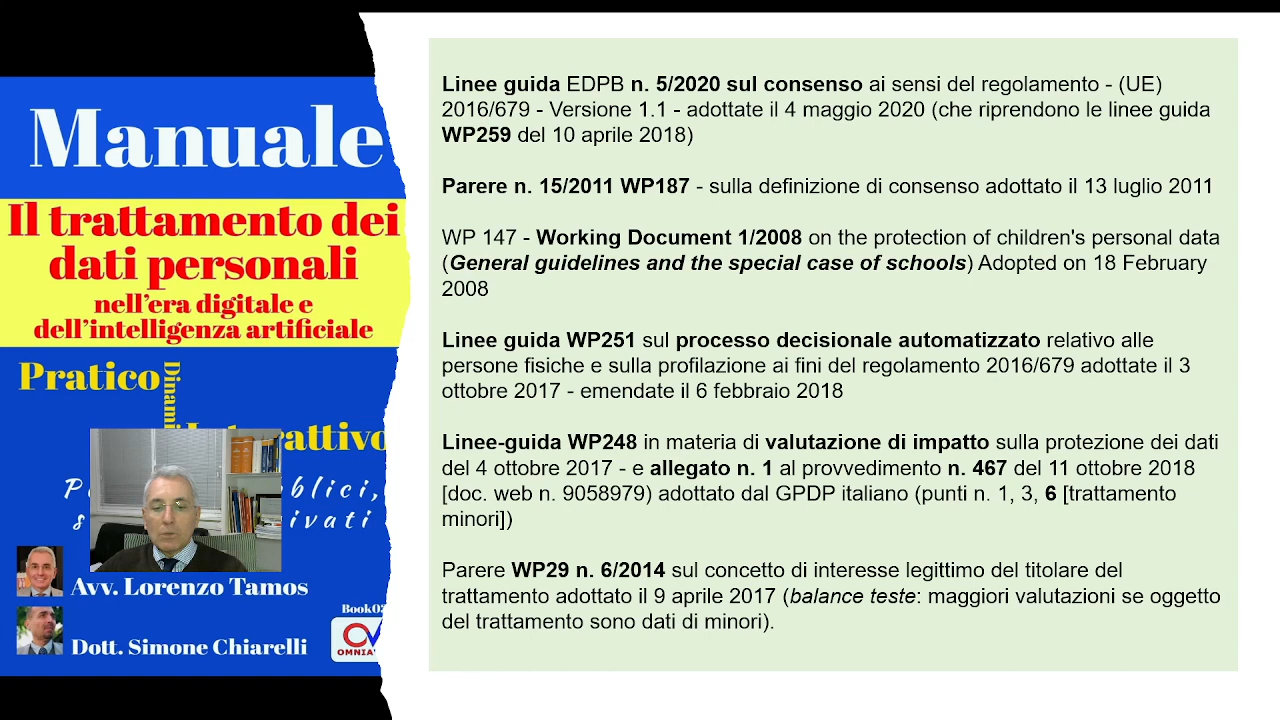 Manuale
Il trattamento dei
dati personali
nell'era digitale e
dell'intelligenza artificiale
Pratico
Avv. Lorenzo Tamos
Dott. Simone Chiarelli
Linee guida EDPB n. 5/2020 sul consenso ai sensi del regolamento - (UE)
2016/679 - Versione 1.1 - adottate il 4 maggio 2020 (che riprendono le linee guida
WP259 del 10 aprile 2018)
Parere n. 15/2011 WP187 - sulla definizione di consenso adottato il 13 luglio 2011
WP 147 - Working Document 1/2008 on the protection of children's personal data
(General guidelines and the special case of schools) Adopted on 18 February
2008
Linee guida WP251 sul processo decisionale automatizzato relativo alle
persone fisiche e sulla profilazione ai fini del regolamento 2016/679 adottate il 3
ottobre 2017 - emendate il 6 febbraio 2018
Linee-guida WP248 in materia di valutazione di impatto sulla protezione dei dati
del 4 ottobre 2017 - e allegato n. 1 al provvedimento n. 467 del 11 ottobre 2018
[doc. web n. 9058979) adottato dal GPDP italiano (punti n. 1, 3, 6 [trattamento
minori])
Parere WP29 n. 6/2014 sul concetto di interesse legittimo del titolare del
trattamento adottato il 9 aprile 2017 (balance teste: maggiori valutazioni se oggetto
del trattamento sono dati di minori).